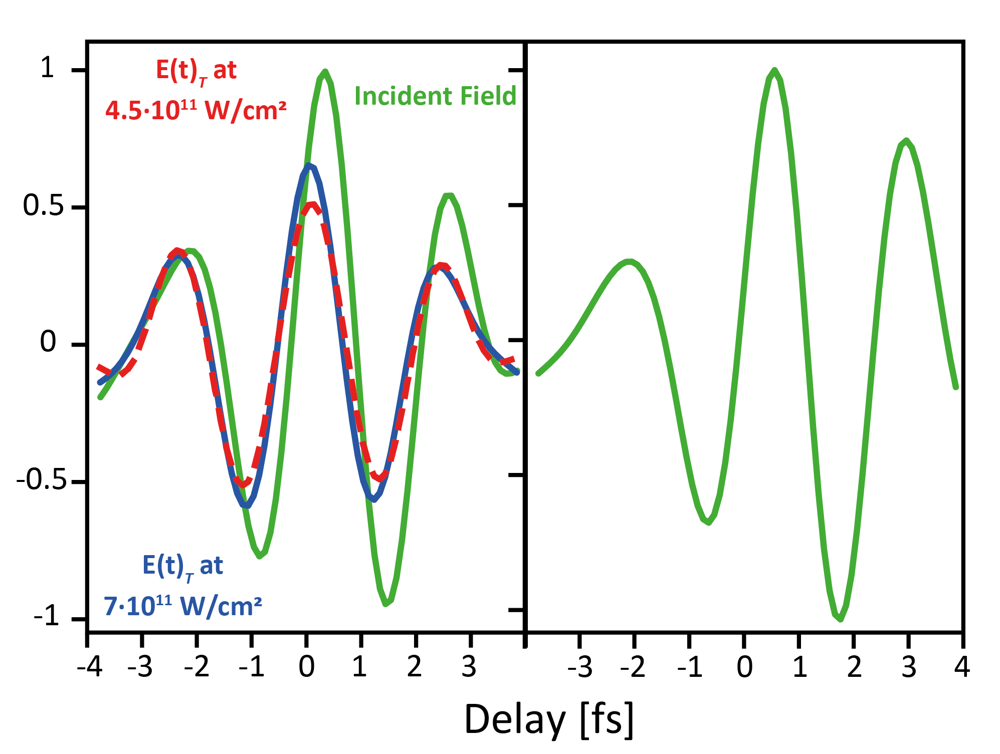 1
0.5
0
-0.5
-1
E(t)T at
4.5·10¹¹ W/cm²
Incident Field
E(t)T at
7·10¹¹ W/cm²
-4 -3 -2 -1 0 1 2 3 -3 -2 -1 0 1 2 3 4
Delay [fs]